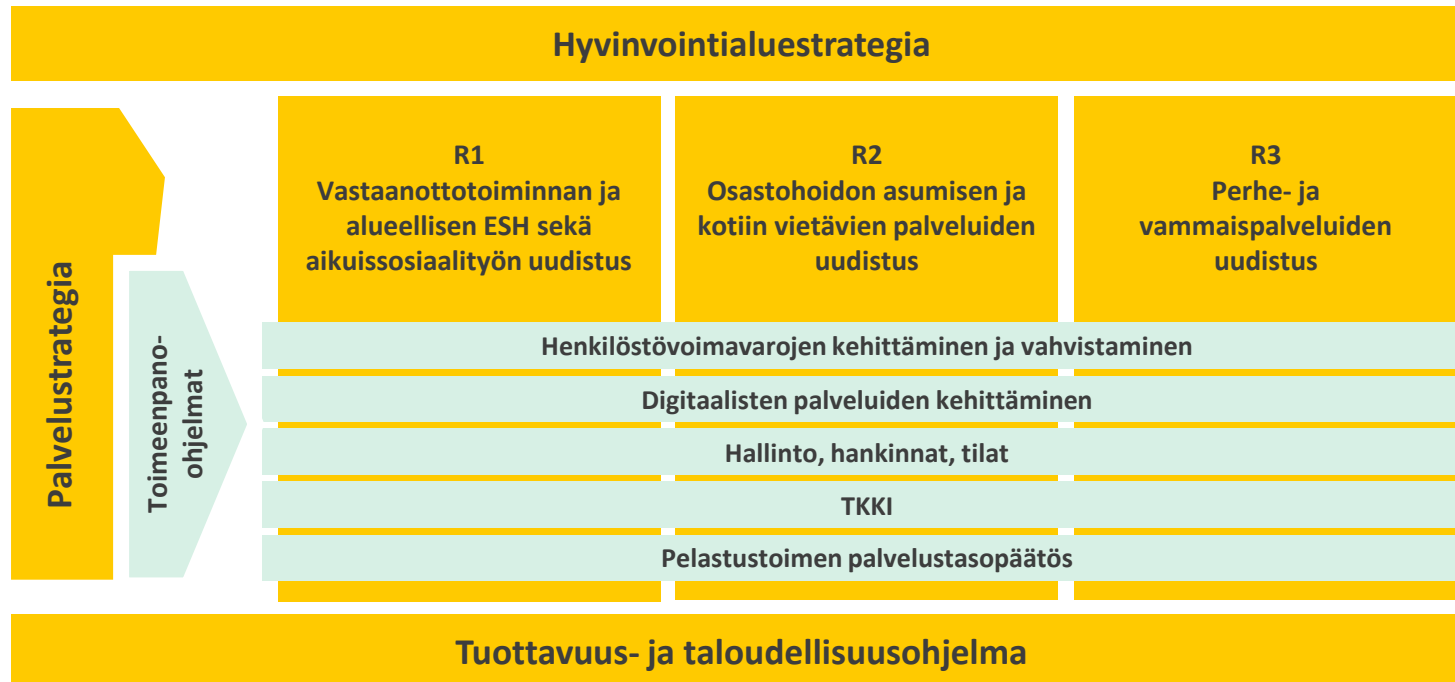 Hyvinvointialuestrategia
Palvelustrategia
Toimeenpano-
ohjelmat
R1
Vastaanottotoiminnan ja
alueellisen ESH sekä
aikuissosiaalityön uudistus
R2
Osastohoidon asumisen ja
kotiin vietävien palveluiden
uudistus
R3
Perhe- ja
vammaispalveluiden
uudistus
Henkilöstövoimavarojen kehittäminen ja vahvistaminen
Digitaalisten palveluiden kehittäminen
Hallinto, hankinnat, tilat
TKKI
Pelastustoimen palvelustasopäätös
Tuottavuus- ja taloudellisuusohjelma